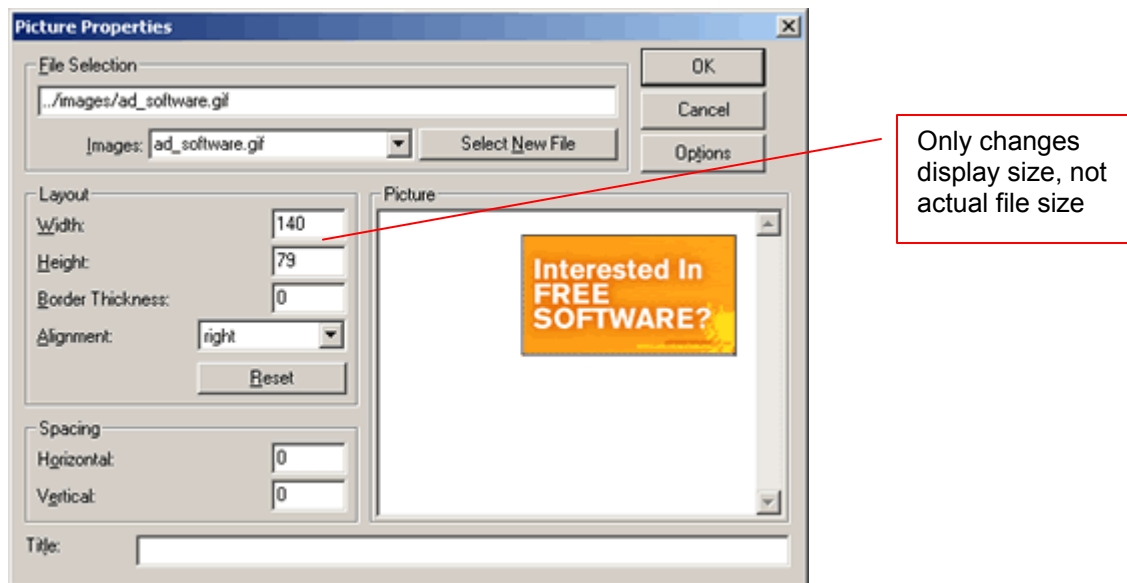 Picture Properties
File Selection
../images/ad_software.gif
Images: ad_software.gif
Select New File
OK
Cancel
Options
Layout
Width: 140
Height: 79
Border Thickness: 0
Alignment: right
Reset
Spacing
Horizontal: 0
Vertical: 0
Picture
Interested In
FREE
SOFTWARE?
Title:
Only changes
display size, not
actual file size